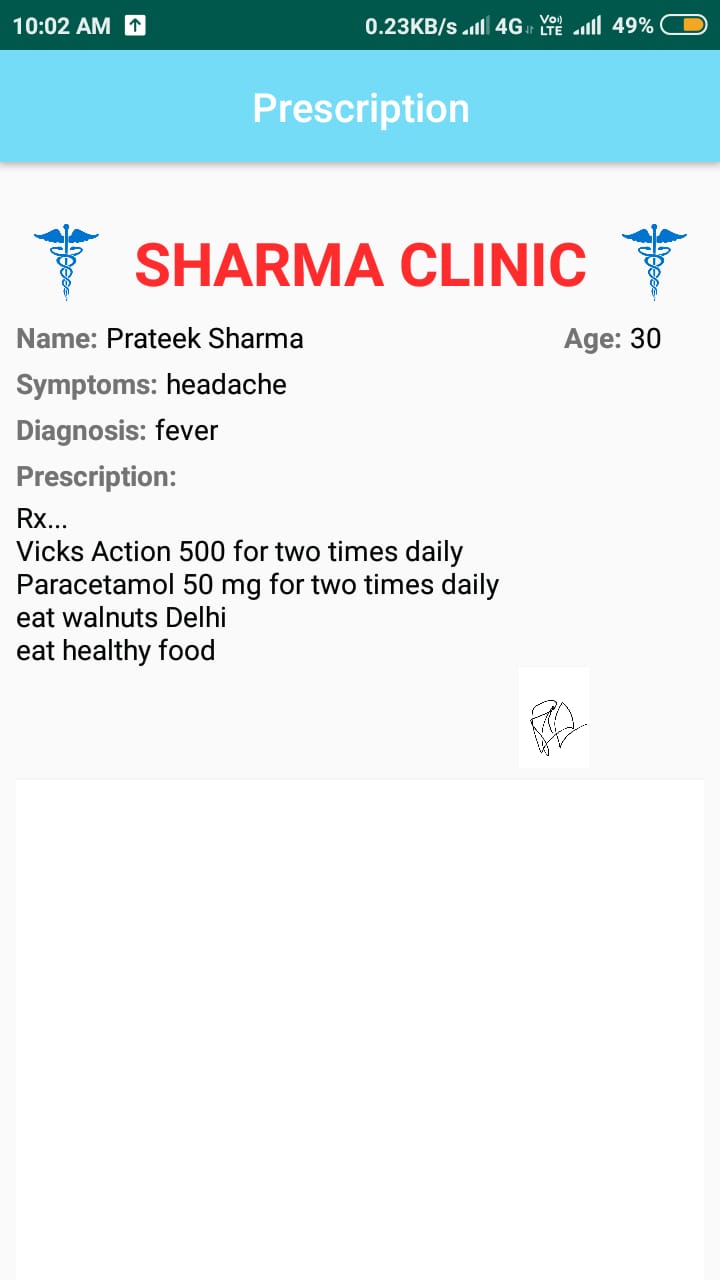 10:02 AM 0.23KB/s 4G VoLTE 49%
Prescription
SHARMA CLINIC
Name: Prateek Sharma Age: 30
Symptoms: headache
Diagnosis: fever
Prescription:
Rx...
Vicks Action 500 for two times daily
Paracetamol 50 mg for two times daily
eat walnuts Delhi
eat healthy food